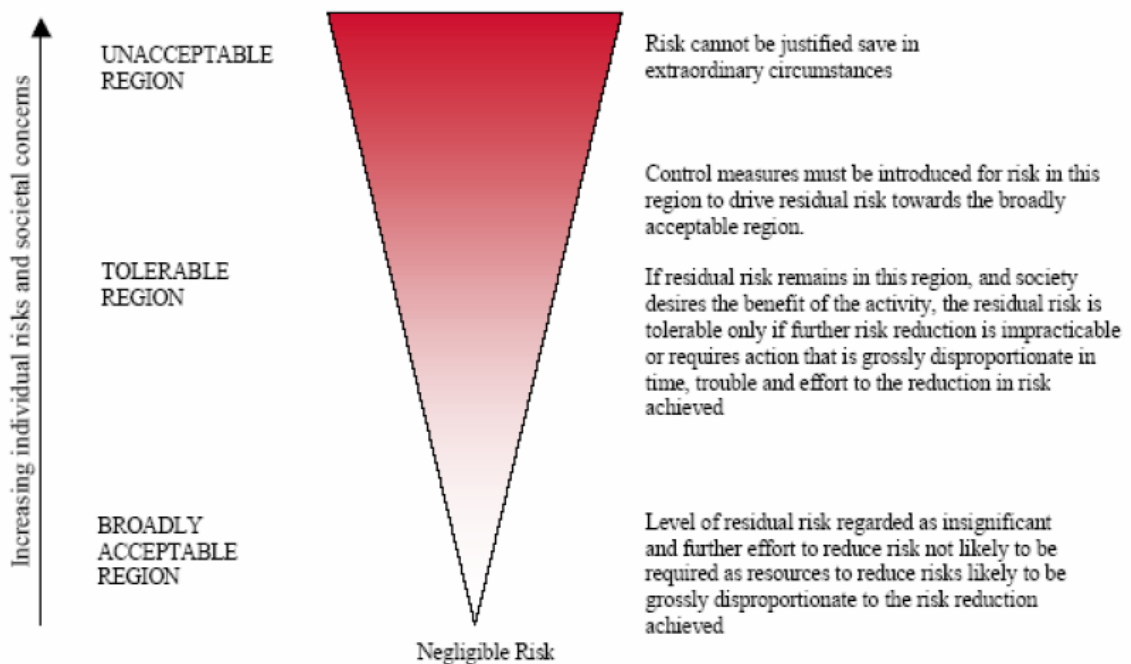 Increasing individual risks and societal concerns
UNACCEPTABLE
REGION
Risk cannot be justified save in
extraordinary circumstances
Control measures must be introduced for risk in this
region to drive residual risk towards the broadly
acceptable region.
TOLERABLE
REGION
If residual risk remains in this region, and society
desires the benefit of the activity, the residual risk is
tolerable only if further risk reduction is impracticable
or requires action that is grossly disproportionate in
time, trouble and effort to the reduction in risk
achieved
BROADLY
ACCEPTABLE
REGION
Level of residual risk regarded as insignificant
and further effort to reduce risk not likely to be
required as resources to reduce risks likely to be
grossly disproportionate to the risk reduction
achieved
Negligible Risk